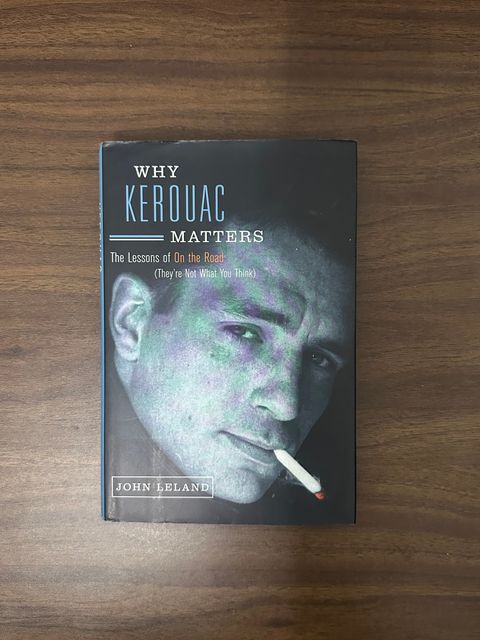 WHY
KEROUAC
MATTERS
The Lessons of On the Road
(They're Not What You Think)
JOHN LELAND